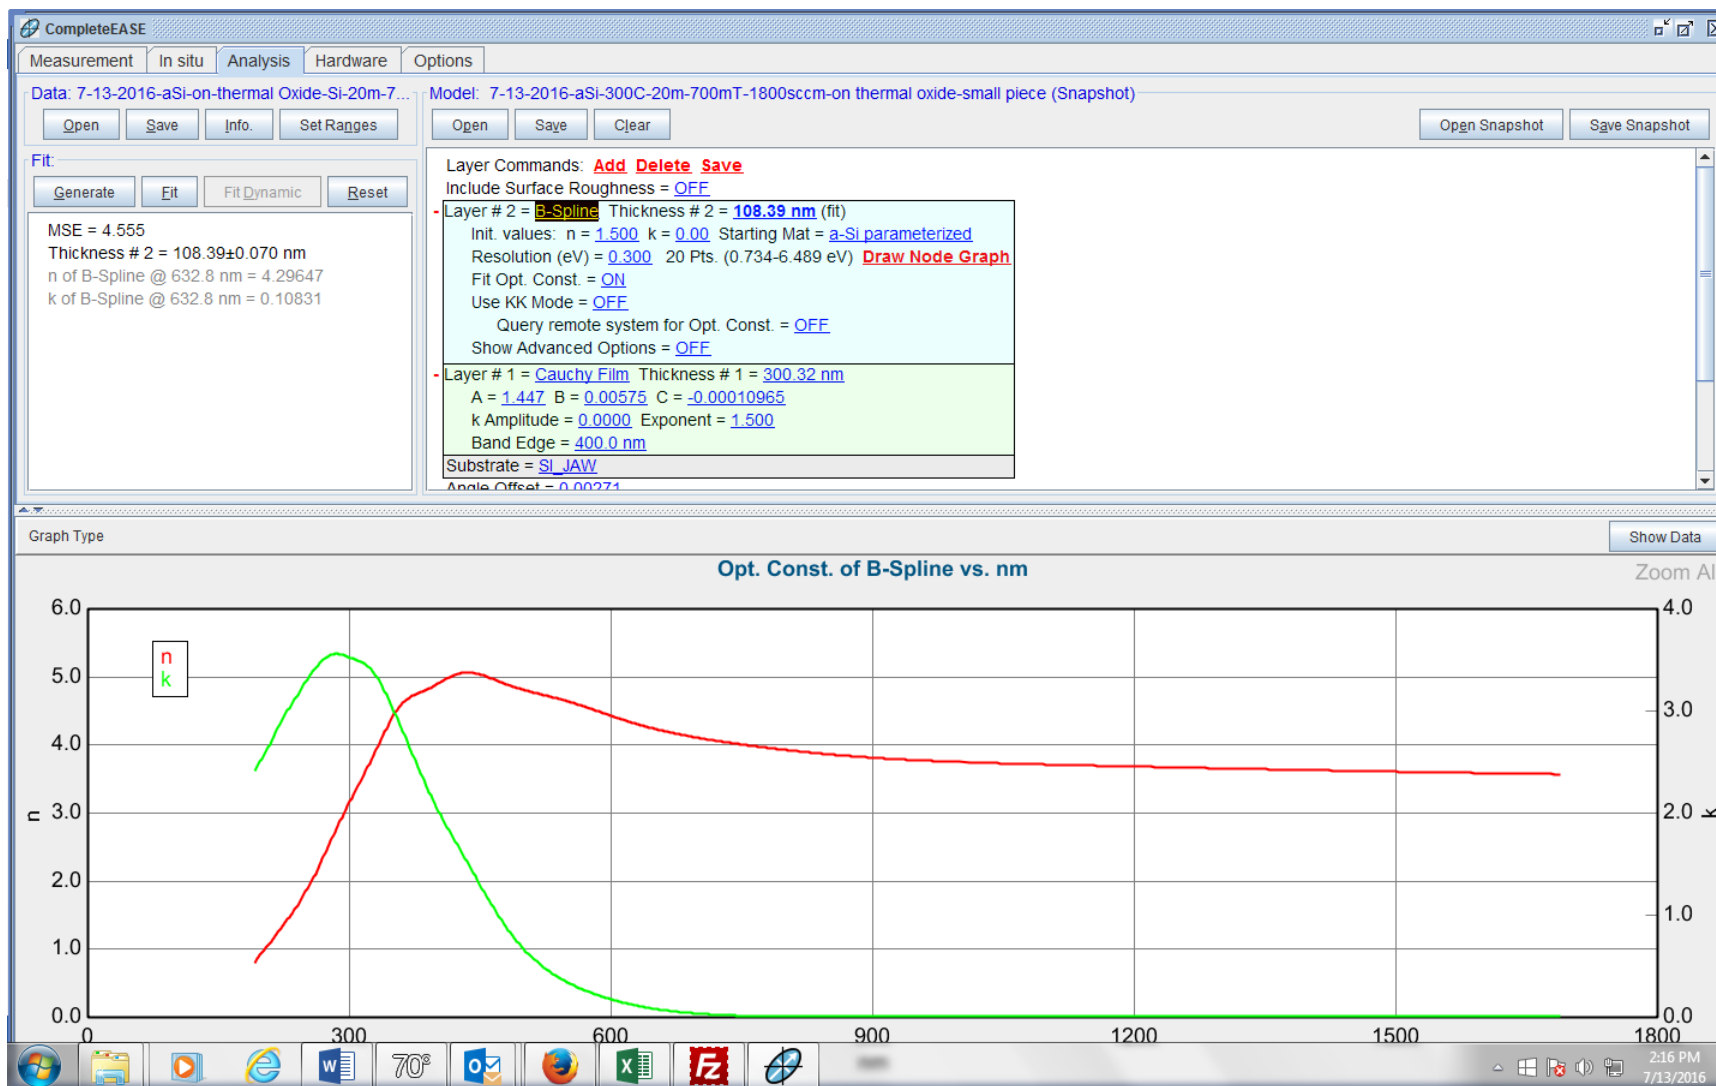 CompleteEASE
Measurement In situ Analysis Hardware Options
Data: 7-13-2016-aSi-on-thermal Oxide-Si-20m-7...
Open Save Info. Set Ranges
Model: 7-13-2016-aSi-300C-20m-700mT-1800sccm-on thermal oxide-small piece (Snapshot)
Open Save Clear Open Snapshot Save Snapshot
Fit:
Generate Fit Fit Dynamic Reset
MSE = 4.555
Thickness # 2 = 108.39±0.070 nm
n of B-Spline @ 632.8 nm = 4.29647
k of B-Spline @ 632.8 nm = 0.10831
Layer Commands: Add Delete Save
Include Surface Roughness = OFF
- Layer # 2 = B-Spline Thickness # 2 = 108.39 nm (fit)
Init. values: n = 1.500 k = 0.00 Starting Mat = a-Si parameterized
Resolution (eV) = 0.300 20 Pts. (0.734-6.489 eV) Draw Node Graph
Fit Opt. Const. = ON
Use KK Mode = OFF
Query remote system for Opt. Const. = OFF
Show Advanced Options = OFF
- Layer # 1 = Cauchy Film Thickness # 1 = 300.32 nm
A = 1.447 B = 0.00575 C = -0.00010965
k Amplitude = 0.0000 Exponent = 1.500
Band Edge = 400.0 nm
Substrate = SI_JAW
Angle Offset = 0.00271
Graph Type Show Data
Opt. Const. of B-Spline vs. nm
Zoom Al
6.0
5.0
4.0
3.0
2.0
1.0
0.0
n
n
k
4.0
3.0
2.0
1.0
0.0
k
0 300 600 900 1200 1500 1800
nm
70°
2:16 PM
7/13/2016